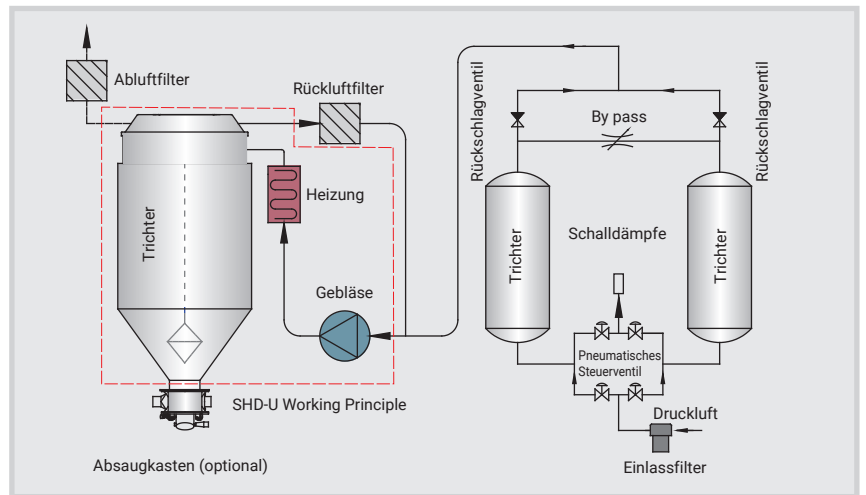 Abluftfilter
Rückluftfilter
Heizung
Trichter
Gebläse
SHD-U Working Principle
Absaugkasten (optional)
Rückschlagventil
By pass
Rückschlagventil
Trichter
Schalldämpfe
Trichter
Pneumatisches
Steuerventil
Druckluft
Einlassfilter